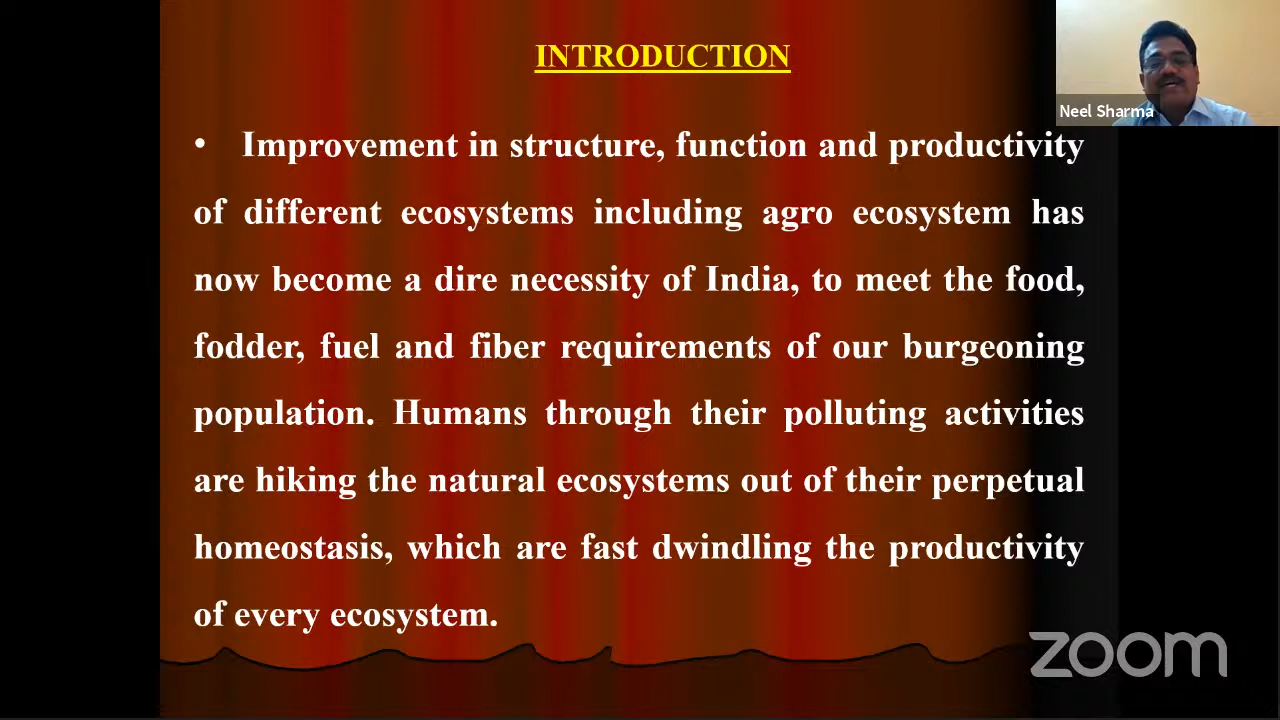 INTRODUCTION
Neel Sharma
• Improvement in structure, function and productivity
of different ecosystems including agro ecosystem has
now become a dire necessity of India, to meet the food,
fodder, fuel and fiber requirements of our burgeoning
population. Humans through their polluting activities
are hiking the natural ecosystems out of their perpetual
homeostasis, which are fast dwindling the productivity
of every ecosystem.
zoom